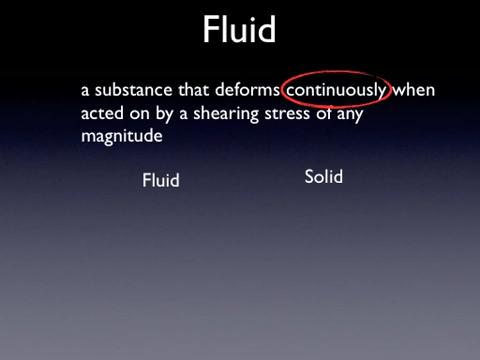 Fluid
a substance that deforms continuously when
acted on by a shearing stress of any
magnitude
Fluid Solid